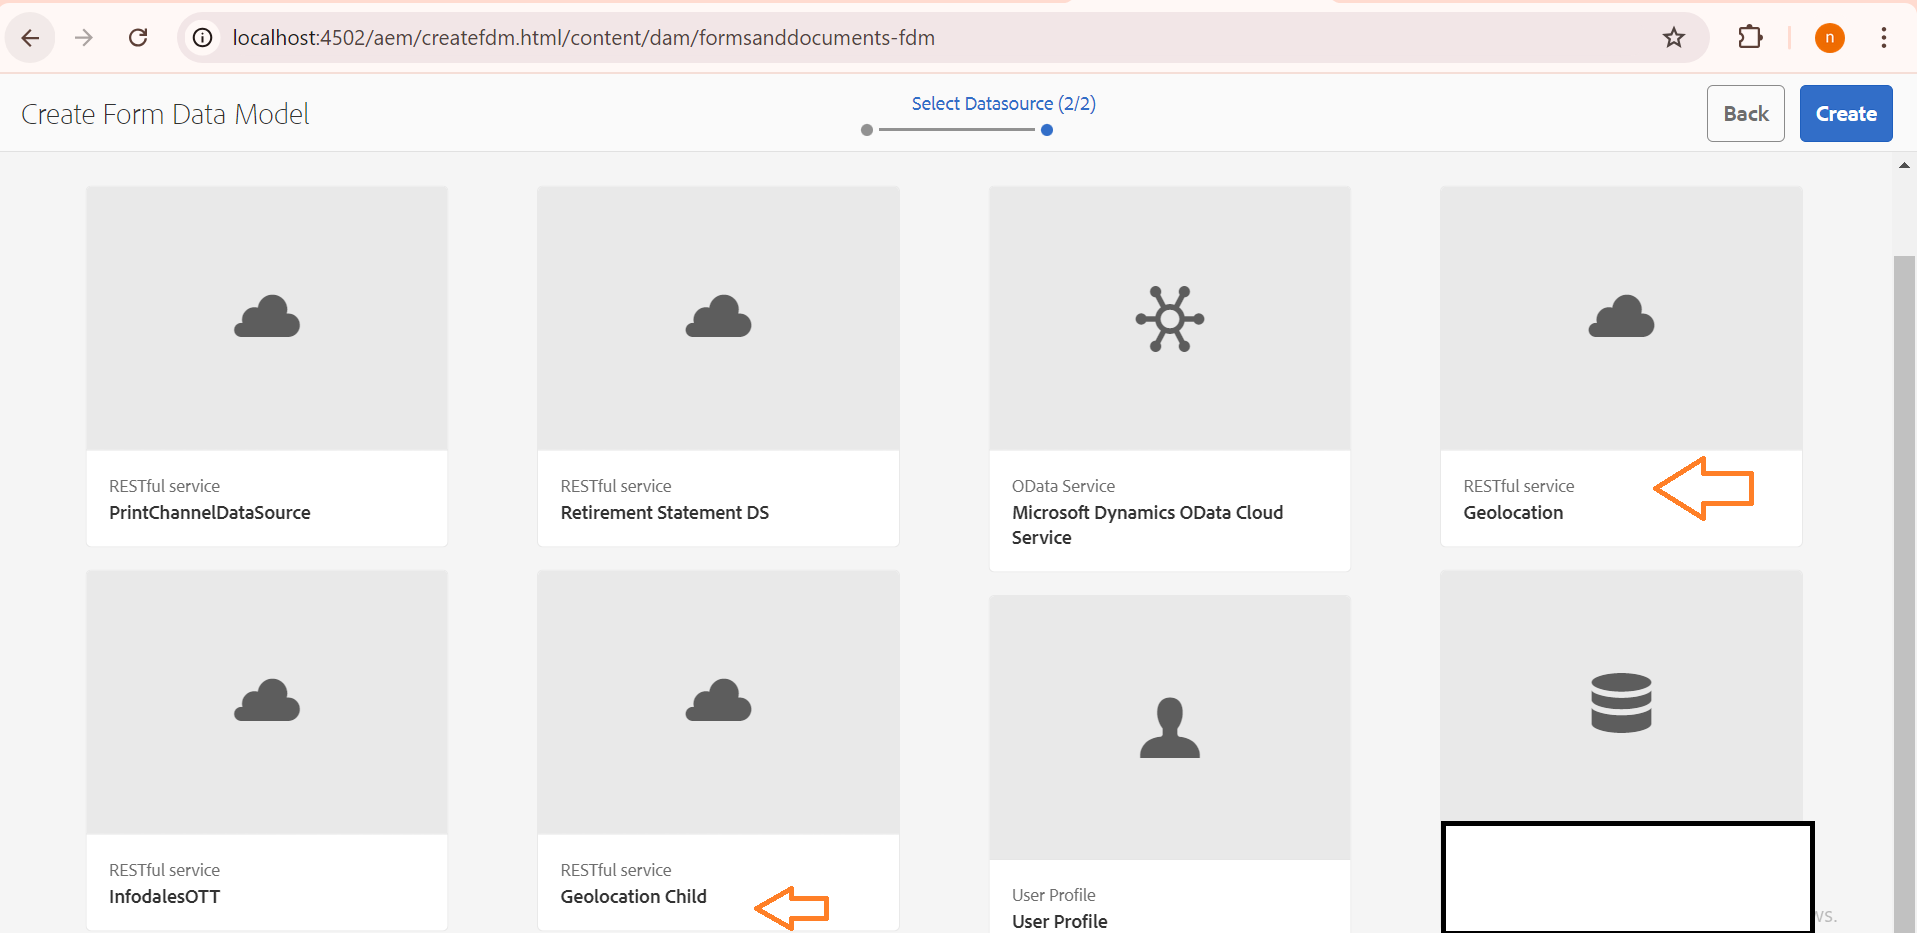 localhost:4502/aem/createfdm.html/content/dam/formsanddocuments-fdm
n
Create Form Data Model
Select Datasource (2/2)
Back
Create
RESTful service
PrintChannelDataSource
RESTful service
Retirement Statement DS
OData Service
Microsoft Dynamics OData Cloud
Service
RESTful service
Geolocation
RESTful service
InfodalesOTT
RESTful service
Geolocation Child
User Profile
User Profile